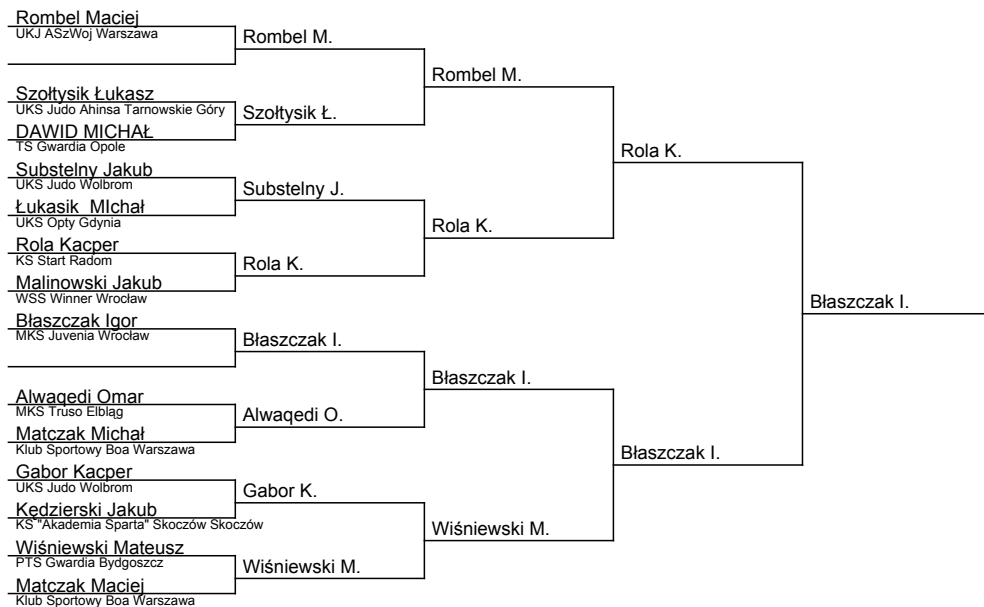 Rombel Maciej
UKJ ASzWoj Warszawa
Szołtysik Łukasz
UKS Judo Ahinsa Tarnowskie Góry
DAWID MICHAŁ
TS Gwardia Opole
Substelny Jakub
UKS Judo Wolbrom
Łukasik  MIchał
UKS Opty Gdynia
Rola Kacper
KS Start Radom
Malinowski Jakub
WSS Winner Wrocław
Błaszczak Igor
MKS Juvenia Wrocław
Alwaqedi Omar
MKS Truso Elbląg
Matczak Michał
Klub Sportowy Boa Warszawa
Gabor Kacper
UKS Judo Wolbrom
Kędzierski Jakub
KS "Akademia Sparta" Skoczów Skoczów
Wiśniewski Mateusz
PTS Gwardia Bydgoszcz
Matczak Maciej
Klub Sportowy Boa Warszawa
Rombel M.
Szołtysik Ł.
Substelny J.
Rola K.
Błaszczak I.
Alwaqedi O.
Gabor K.
Wiśniewski M.
Rombel M.
Rola K.
Błaszczak I.
Wiśniewski M.
Rola K.
Błaszczak I.
Błaszczak I.